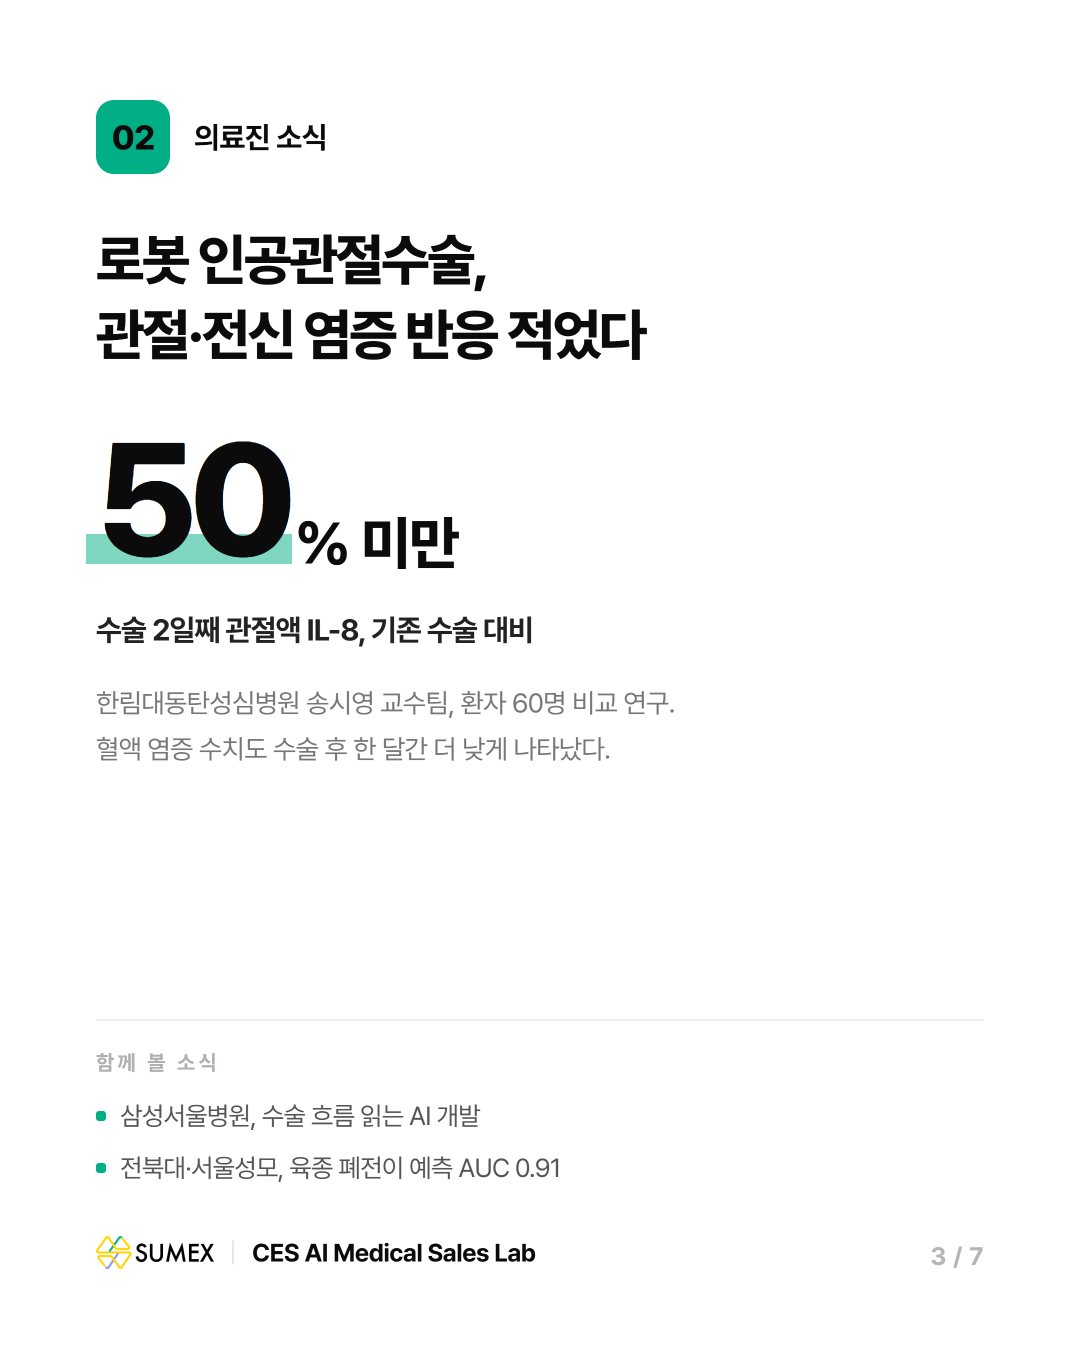 02
의료진 소식
로봇 인공관절수술,
관절·전신 염증 반응 적었다
50% 미만
수술 2일째 관절액 IL-8, 기존 수술 대비
한림대동탄성심병원 송시영 교수팀, 환자 60명 비교 연구.
혈액 염증 수치도 수술 후 한 달간 더 낮게 나타났다.
함께 볼 소식
삼성서울병원, 수술 흐름 읽는 AI 개발
전북대·서울성모, 육종 폐전이 예측 AUC 0.91
SUMEX
CES AI Medical Sales Lab
3 / 7